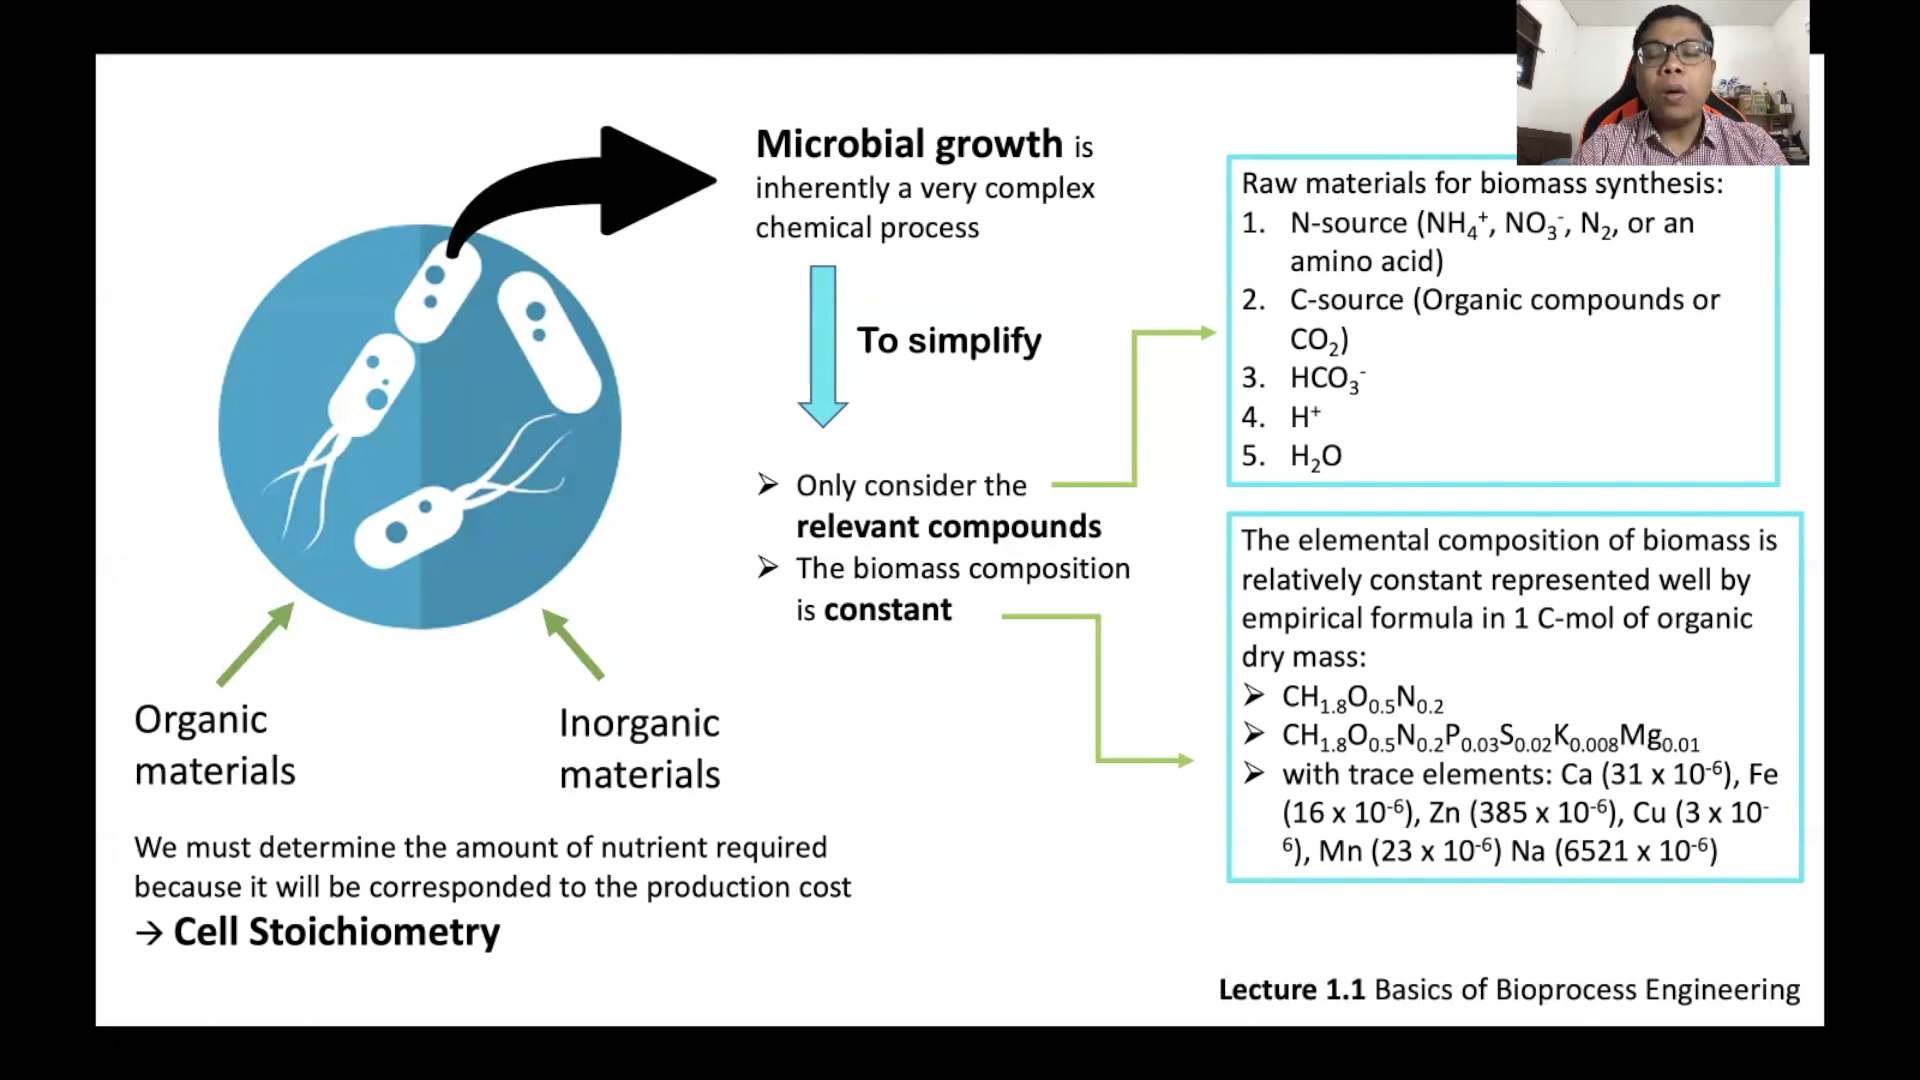 Microbial growth is
inherently a very complex
chemical process
To simplify
➢ Only consider the
relevant compounds
➢ The biomass composition
is constant
Organic
materials
Inorganic
materials
We must determine the amount of nutrient required
because it will be corresponded to the production cost
→ Cell Stoichiometry
Raw materials for biomass synthesis:
1. N-source (NH₄⁺, NO₃⁻, N₂, or an
amino acid)
2. C-source (Organic compounds or
CO₂)
3. HCO₃⁻
4. H⁺
5. H₂O
The elemental composition of biomass is
relatively constant represented well by
empirical formula in 1 C-mol of organic
dry mass:
➢ CH₁.₈O₀.₅N₀.₂
➢ CH₁.₈O₀.₅N₀.₂P₀.₀₃S₀.₀₂K₀.₀₀₈Mg₀.₀₁
➢ with trace elements: Ca (31 x 10⁻⁶), Fe
(16 x 10⁻⁶), Zn (385 x 10⁻⁶), Cu (3 x 10⁻
⁶), Mn (23 x 10⁻⁶) Na (6521 x 10⁻⁶)
Lecture 1.1 Basics of Bioprocess Engineering